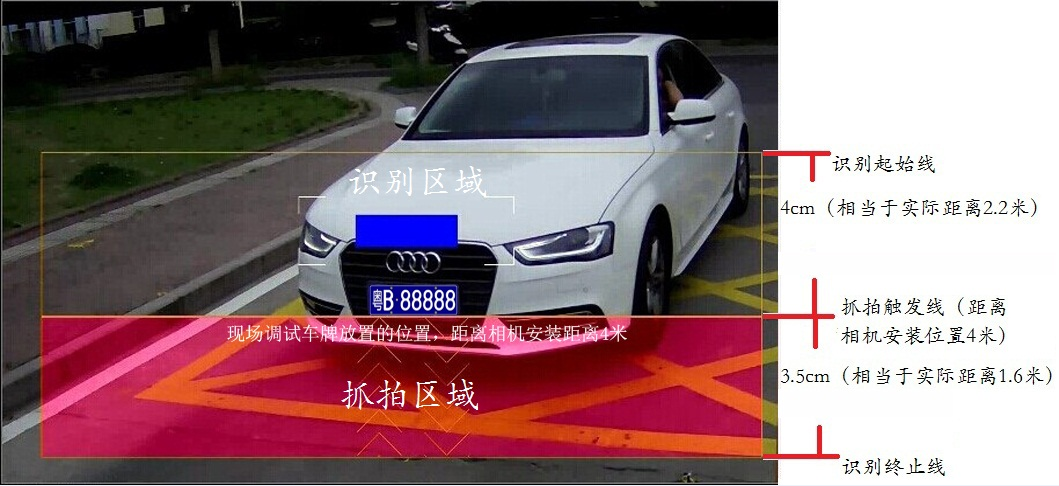 识别起始线
识别区域
4cm（相当于实际距离2.2米）
粤B·88888
抓拍触发线（距离
相机安装位置4米）
现场调试车牌放置的位置，距离相机安装距离4米
3.5cm（相当于实际距离1.6米）
抓拍区域
识别终止线